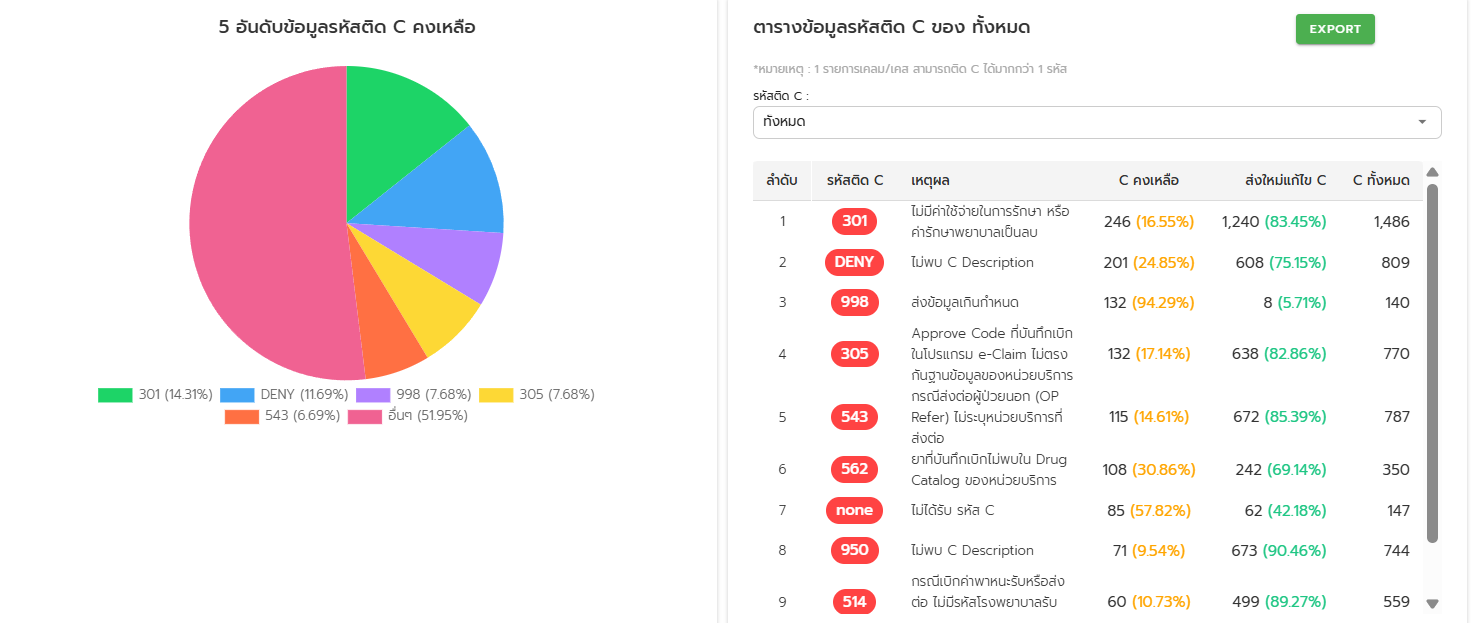 5 อันดับข้อมูลรหัสติด C คงเหลือ
301 (14.31%) DENY (11.69%) 998 (7.68%) 305 (7.68%)
543 (6.69%) อื่นๆ (51.95%)
ตารางข้อมูลรหัสติด C ของ ทั้งหมด
EXPORT
*หมายเหตุ : 1 รายการเคลม/เคส สามารถติด C ได้มากกว่า 1 รหัส
รหัสติด C :
ทั้งหมด
ลำดับ รหัสติด C เหตุผล C คงเหลือ ส่งใหม่แก้ไข C C ทั้งหมด
ไม่มีค่าใช้จ่ายในการรักษา หรือ
1 301 246 (16.55%) 1,240 (83.45%) 1,486
ค่ารักษาพยาบาลเป็นลบ
2 DENY ไม่พบ C Description 201 (24.85%) 608 (75.15%) 809
3 998 ส่งข้อมูลเกินกำหนด 132 (94.29%) 8 (5.71%) 140
Approve Code ที่บันทึกเบิก
4 305 ในโปรแกรม e-Claim ไม่ตรง 132 (17.14%) 638 (82.86%) 770
กับฐานข้อมูลของหน่วยบริการ
กรณีส่งต่อผู้ป่วยนอก (OP
5 543 Refer) ไม่ระบุหน่วยบริการที่ 115 (14.61%) 672 (85.39%) 787
ส่งต่อ
ยาที่บันทึกเบิกไม่พบใน Drug
6 562 108 (30.86%) 242 (69.14%) 350
Catalog ของหน่วยบริการ
7 none ไม่ได้รับ รหัส C 85 (57.82%) 62 (42.18%) 147
8 950 ไม่พบ C Description 71 (9.54%) 673 (90.46%) 744
กรณีเบิกค่าพาหนะรับหรือส่ง
9 514 ต่อ ไม่มีรหัสโรงพยาบาลรับ 60 (10.73%) 499 (89.27%) 559